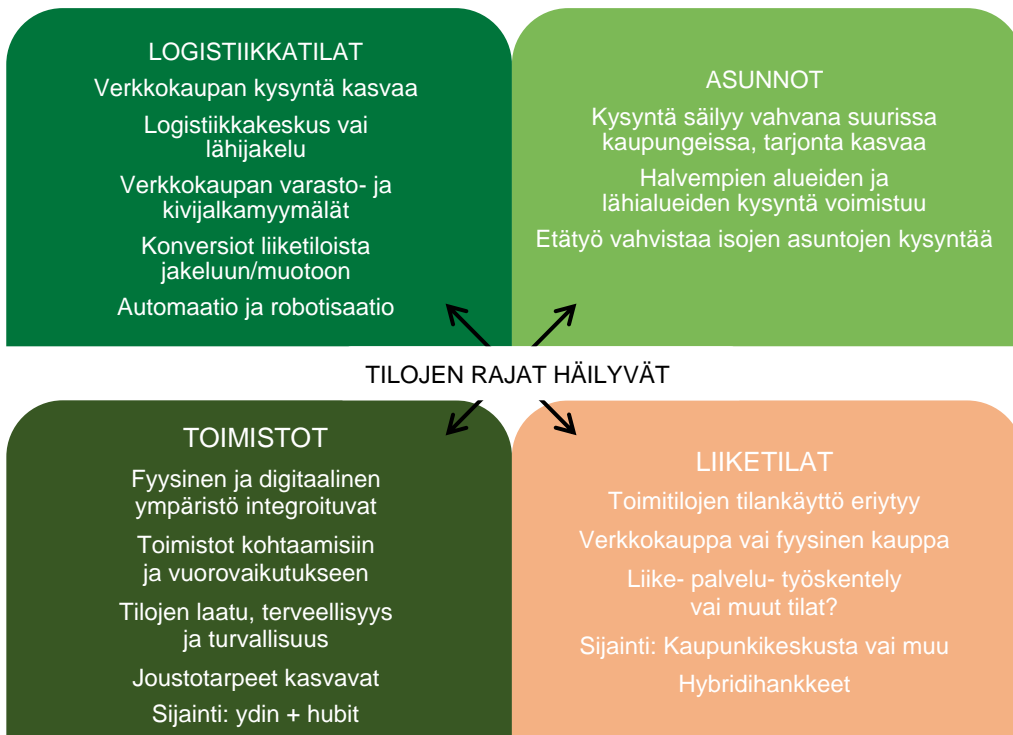 LOGISTIIKKATILAT
Verkkokaupan kysyntä kasvaa
Logistiikkakeskus vai
lähijakelu
Verkkokaupan varasto- ja
kivijalkamyymälät
Konversiot liiketiloista
jakeluun/muotoon
Automaatio ja robotisaatio
ASUNNOT
Kysyntä säilyy vahvana suurissa
kaupungeissa, tarjonta kasvaa
Halvempien alueiden ja
lähialueiden kysyntä voimistuu
Etätyö vahvistaa isojen asuntojen kysyntää
TILOJEN RAJAT HÄILYVÄT
TOIMISTOT
Fyysinen ja digitaalinen
ympäristö integroituvat
Toimistot kohtaamisiin
ja vuorovaikutukseen
Tilojen laatu, terveellisyys
ja turvallisuus
Joustotarpeet kasvavat
Sijainti: ydin + hubit
LIIKETILAT
Toimitilojen tilankäyttö eriytyy
Verkkokauppa vai fyysinen kauppa
Liike- palvelu- työskentely
vai muut tilat?
Sijainti: Kaupunkikeskusta vai muu
Hybridihankkeet